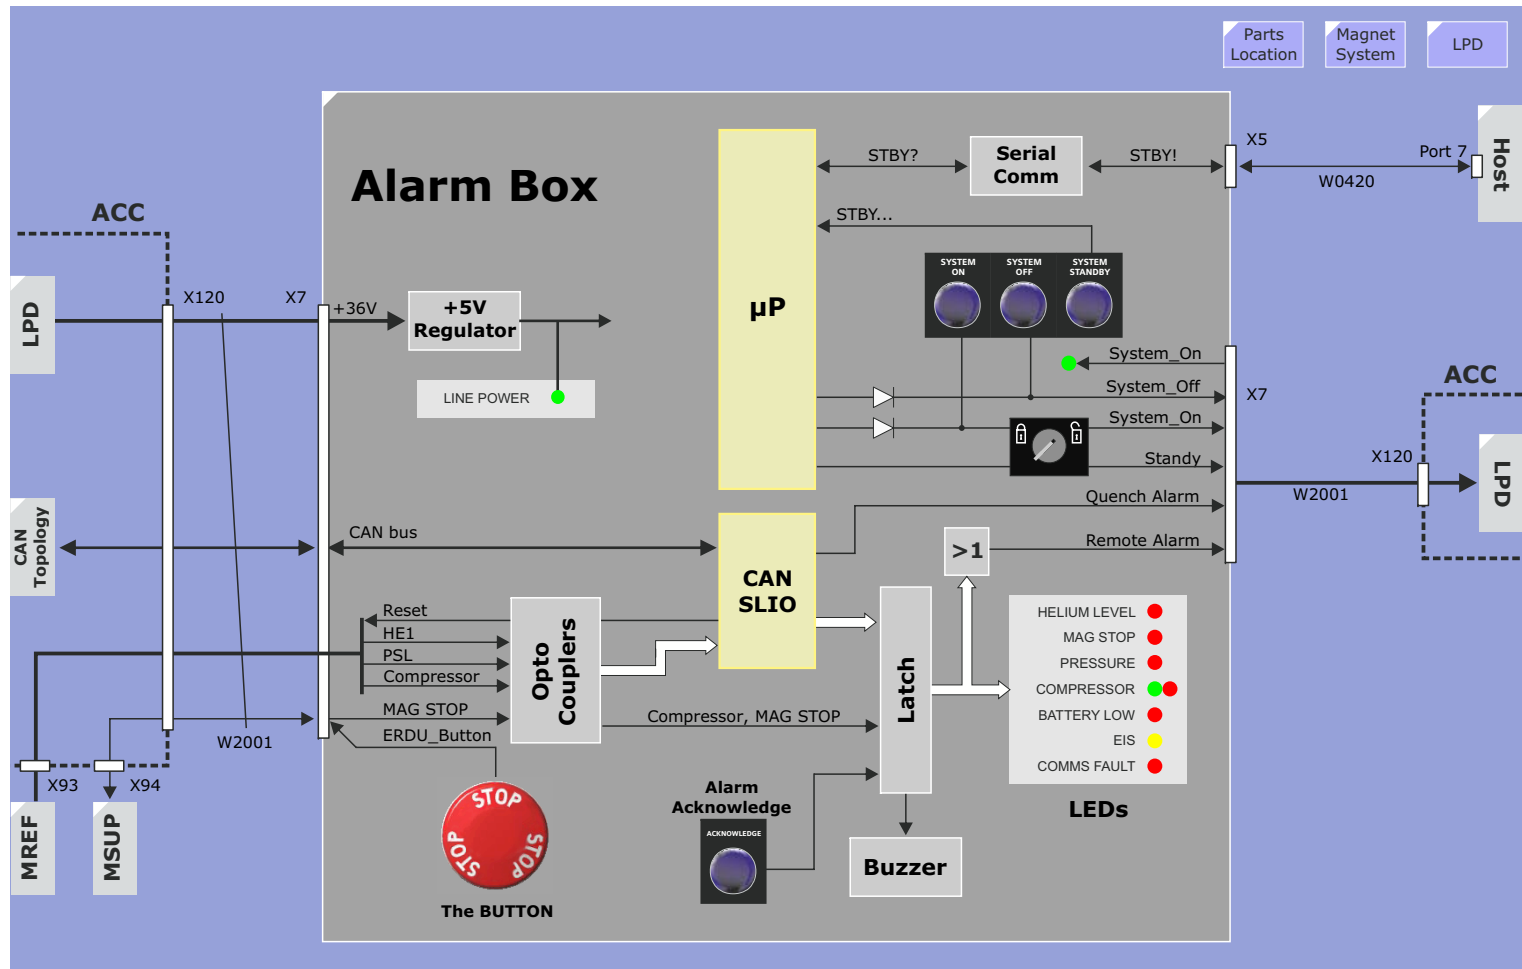 Parts
Location
Magnet
System
LPD
Alarm Box
µP
STBY?
Serial
Comm
STBY!
X5
Port 7
W0420
Host
STBY...
SYSTEM
ON
SYSTEM
OFF
SYSTEM
STANDBY
ACC
LPD
X120
X7
+36V
+5V
Regulator
LINE POWER
System_On
System_Off
System_On
Standy
X7
ACC
X120
W2001
LPD
Quench Alarm
Remote Alarm
>1
CAN
Topology
CAN bus
CAN
SLIO
Reset
HE1
PSL
Compressor
MAG STOP
ERDU_Button
Opto
Couplers
Compressor, MAG STOP
Latch
HELIUM LEVEL
MAG STOP
PRESSURE
COMPRESSOR
BATTERY LOW
EIS
COMMS FAULT
LEDs
W2001
X93
X94
MREF
MSUP
STOP
STOP
STOP
The BUTTON
Alarm
Acknowledge
ACKNOWLEDGE
Buzzer